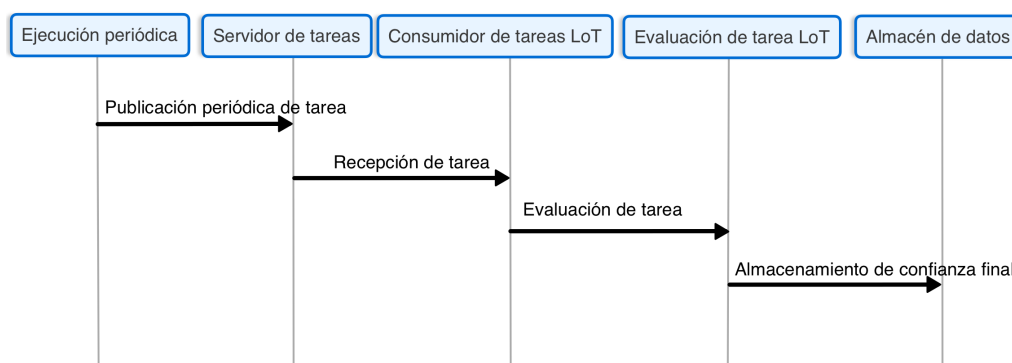 Ejecución periódica
Servidor de tareas
Consumidor de tareas LoT
Evaluación de tarea LoT
Almacén de datos
Publicación periódica de tarea
Recepción de tarea
Evaluación de tarea
Almacenamiento de confianza final